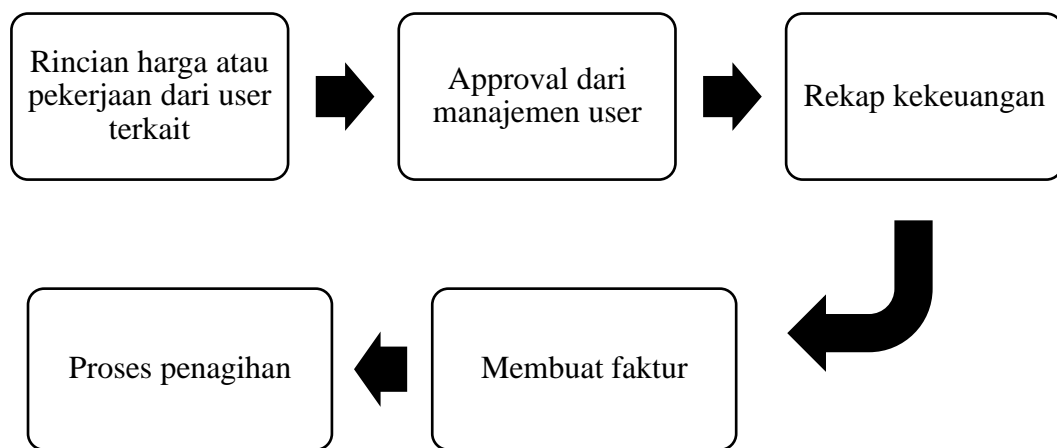 Rincian harga atau
pekerjaan dari user
terkait
Approval dari
manajemen user
Rekap kekeuangan
Membuat faktur
Proses penagihan